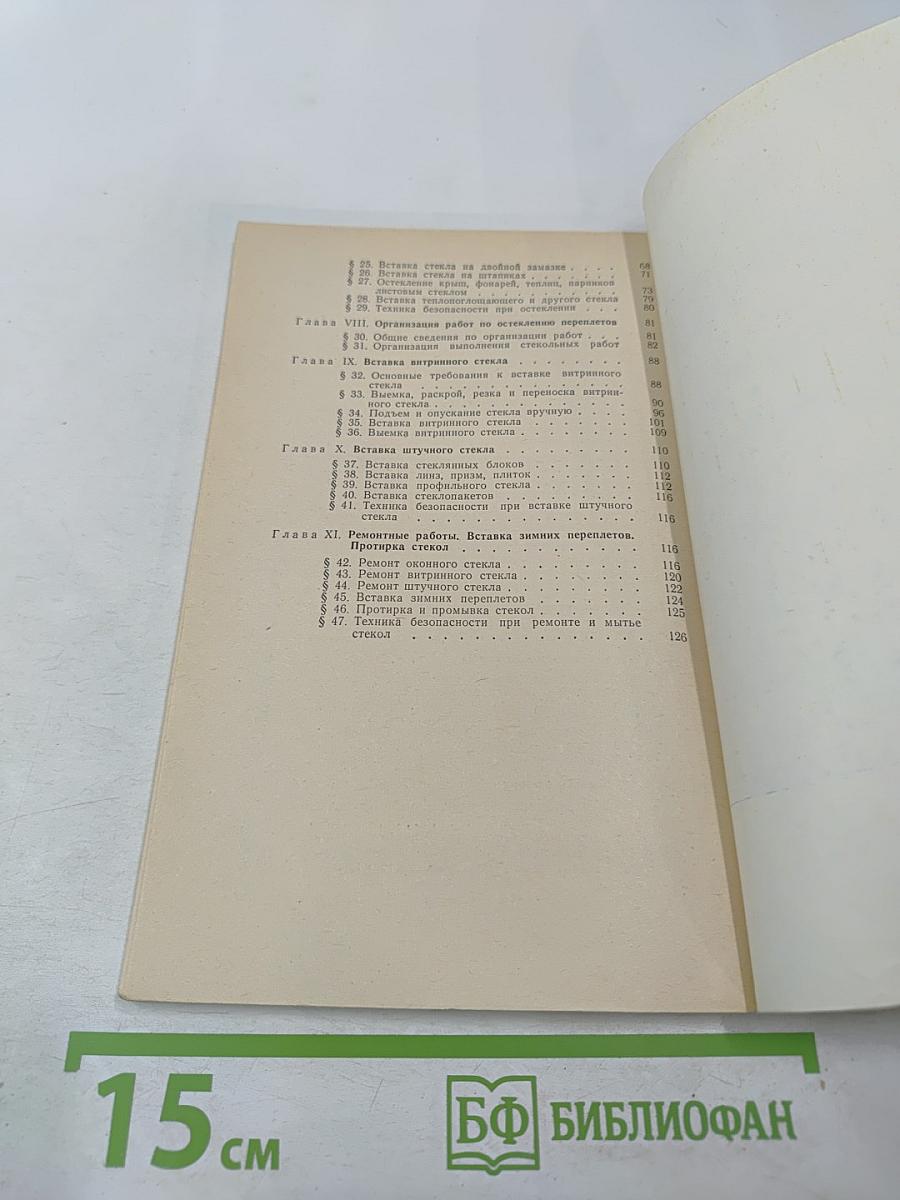 § 25. Вставка стекла на двойной замазке . . . . 68
§ 26. Вставка стекла на штапиках . . . . . . . 71
§ 27. Остекление крыш, фонарей, теплиц, парников
листовым стеклом . . . . . . . . . . . 73
§ 28. Вставка теплопоглощающего и другого стекла 79
§ 29. Техника безопасности при остеклении . . . 80
Глава VIII. Организация работ по остеклению переплетов 81
§ 30. Общие сведения по организации работ . . . 81
§ 31. Организация выполнения стекольных работ 82
Глава IX. Вставка витринного стекла . . . . . . . . 88
§ 32. Основные требования к вставке витринного
стекла . . . . . . . . . . . . . . 88
§ 33. Выемка, раскрой, резка и переноска витрин-
ного стекла . . . . . . . . . . . . . 90
§ 34. Подъем и опускание стекла вручную . . . . 96
§ 35. Вставка витринного стекла . . . . . . . 101
§ 36. Выемка витринного стекла . . . . . . . . 109
Глава X. Вставка штучного стекла . . . . . . . . . 110
§ 37. Вставка стеклянных блоков . . . . . . . 110
§ 38. Вставка линз, призм, плиток . . . . . . . 112
§ 39. Вставка профильного стекла . . . . . . . 112
§ 40. Вставка стеклопакетов . . . . . . . . . 116
§ 41. Техника безопасности при вставке штучного
стекла . . . . . . . . . . . . . . . 116
Глава XI. Ремонтные работы. Вставка зимних переплетов.
Протирка стекол . . . . . . . . . . . . 116
§ 42. Ремонт оконного стекла . . . . . . . . . 116
§ 43. Ремонт витринного стекла . . . . . . . . 120
§ 44. Ремонт штучного стекла . . . . . . . . . 122
§ 45. Вставка зимних переплетов . . . . . . . 124
§ 46. Протирка и промывка стекол . . . . . . . 125
§ 47. Техника безопасности при ремонте и мытье
стекол . . . . . . . . . . . . . . . 126
15 см
БФ БИБЛИОФАН